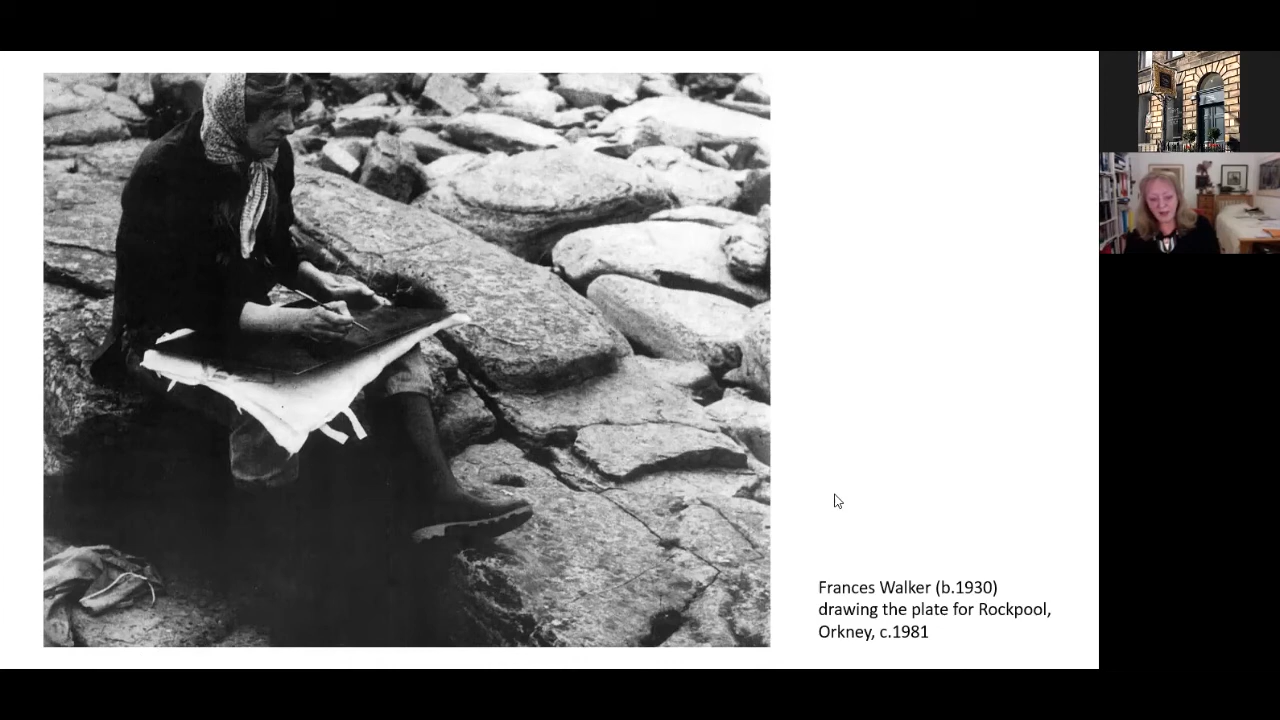 Frances Walker (b.1930)
drawing the plate for Rockpool,
Orkney, c.1981